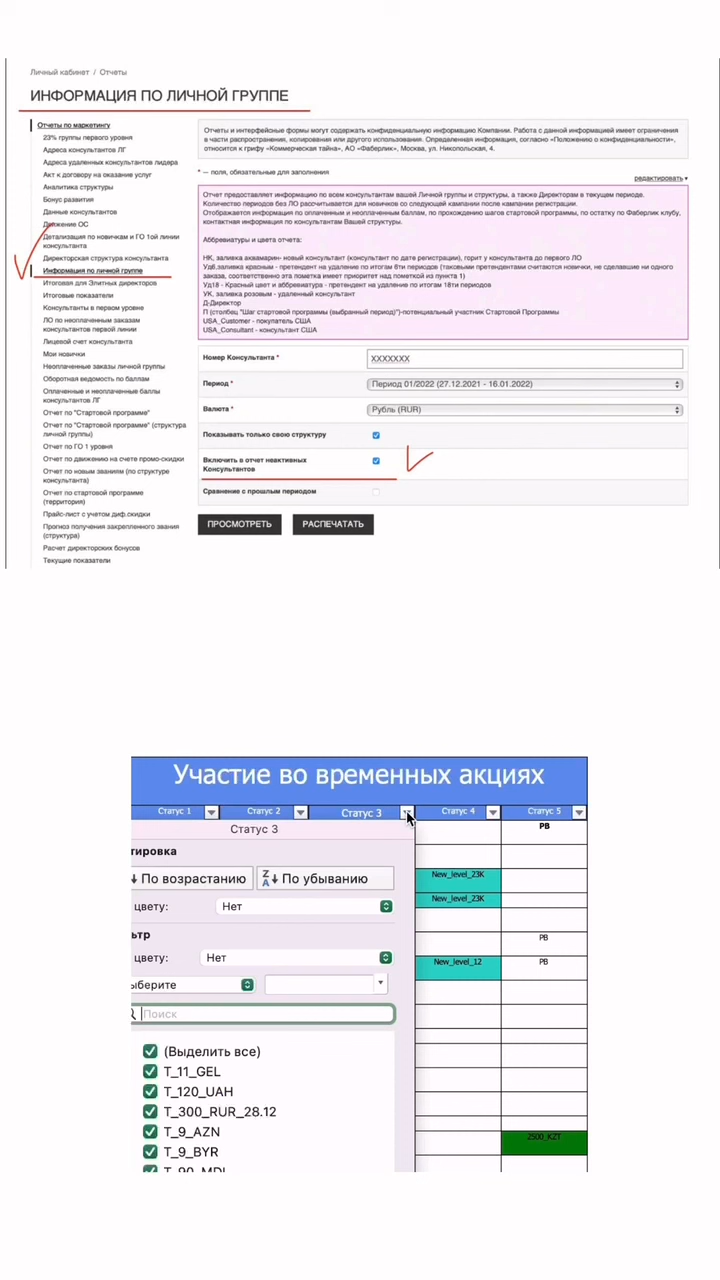 Личный кабинет / Отчеты
ИНФОРМАЦИЯ ПО ЛИЧНОЙ ГРУППЕ
Отчеты по маркетингу
23% группы первого уровня
Адреса консультантов ЛГ
Адреса удаленных консультантов лидера
Акт к договору на оказание услуг
Аналитика структуры
Бонус развития
Данные консультантов
Движение ОС
Детализация по новичкам и ГО 1ой линии
консультанта
Директорская структура консультанта
Информация по личной группе
Итоговая для Элитных директоров
Итоговые показатели
Консультанты в первом уровне
ЛО по неоплаченным заказам
консультантов первой линии
Лицевой счет консультанта
Мои новички
Неоплаченные заказы личной группы
Оборотная ведомость по баллам
Оплаченные и неоплаченные баллы
консультантов ЛГ
Отчет по "Стартовой программе"
Отчет по "Стартовой программе" (структура
личной группы)
Отчет по ГО 1 уровня
Отчет по движению на счете промо-скидки
Отчет по новым званиям (по структуре
консультанта)
Отчет по стартовой программе
(территория)
Прайс-лист с учетом диф.скидки
Прогноз получения закрепленного звания
(структура)
Расчет директорских бонусов
Текущие показатели
Отчеты и интерфейсные формы могут содержать конфиденциальную информацию Компании. Работа с данной информацией имеет ограничения
в части распространения, копирования или другого использования. Определенная информация, согласно «Положению о конфиденциальности»,
относится к грифу «Коммерческая тайна», АО «Фаберлик», Москва, ул. Никопольская, 4.
* — поля, обязательные для заполнения
редактировать ▾
Отчет предоставляет информацию по всем консультантам вашей Личной группы и структуры, а также Директорам в текущем периоде.
Количество периодов без ЛО рассчитывается для новичков со следующей кампании после кампании регистрации.
Отображается информация по оплаченным и неоплаченным баллам, по прохождению шагов стартовой программы, по остатку по Фаберлик клубу,
контактная информация по консультантам Вашей структуры.
Аббревиатуры и цвета отчета:
НК, заливка аквамарин- новый консультант (консультант по дате регистрации), горит у консультанта до первого ЛО
Уд6,заливка красным - претендент на удаление по итогам 6ти периодов (таковыми претендентами считаются новички, не сделавшие ни одного
заказа, соответственно эта пометка имеет приоритет над пометкой из пункта 1)
Уд18 - Красный цвет и аббревиатура - претендент на удаление по итогам 18ти периодов
УК, заливка розовым - удаленный консультант
Д-Директор
П (столбец "Шаг стартовой программы (выбранный период)")-потенциальный участник Стартовой Программы
USA_Customer - покупатель США
USA_Consultant - консультант США
Номер Консультанта *
XXXXXXX
Период *
Период 01/2022 (27.12.2021 - 16.01.2022)
Валюта *
Рубль (RUR)
Показывать только свою структуру
Включить в отчет неактивных
Консультантов
Сравнение с прошлым периодом
ПРОСМОТРЕТЬ
РАСПЕЧАТАТЬ
Участие во временных акциях
Статус 1
Статус 2
Статус 3
Статус 4
Статус 5
Статус 3
тировка
По возрастанию
По убыванию
цвету:
Нет
ьтр
цвету:
Нет
ыберите
Поиск
(Выделить все)
T_11_GEL
T_120_UAH
T_300_RUR_28.12
T_9_AZN
T_9_BYR
T_90_MDL
PB
New_level_23K
New_level_23K
PB
New_level_12
PB
2500_KZT